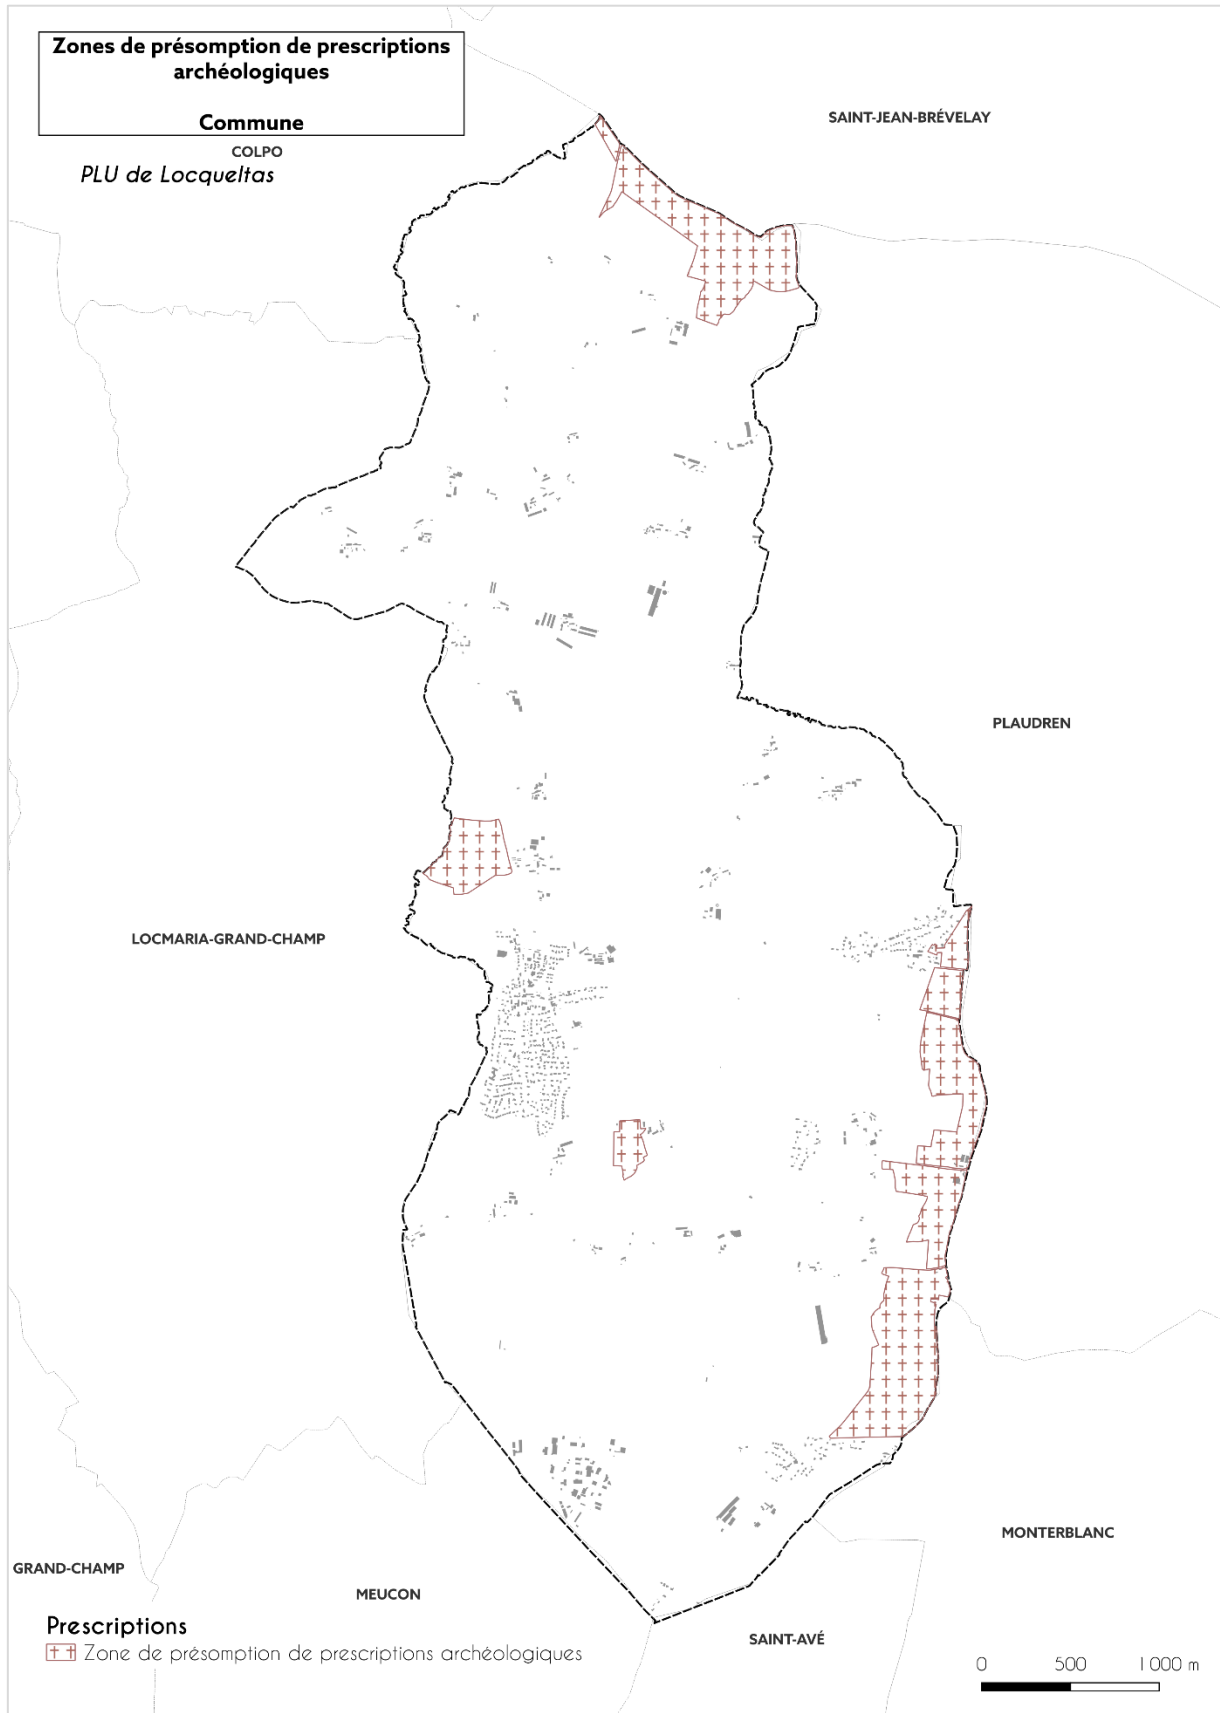 Zones de présomption de prescriptions
archéologiques
Commune
COLPO
PLU de Locqueltas
SAINT-JEAN-BRÉVELAY
PLAUDREN
LOCMARIA-GRAND-CHAMP
MONTERBLANC
GRAND-CHAMP
MEUCON
SAINT-AVÉ
Prescriptions
Zone de présomption de prescriptions archéologiques
0 500 1 000 m